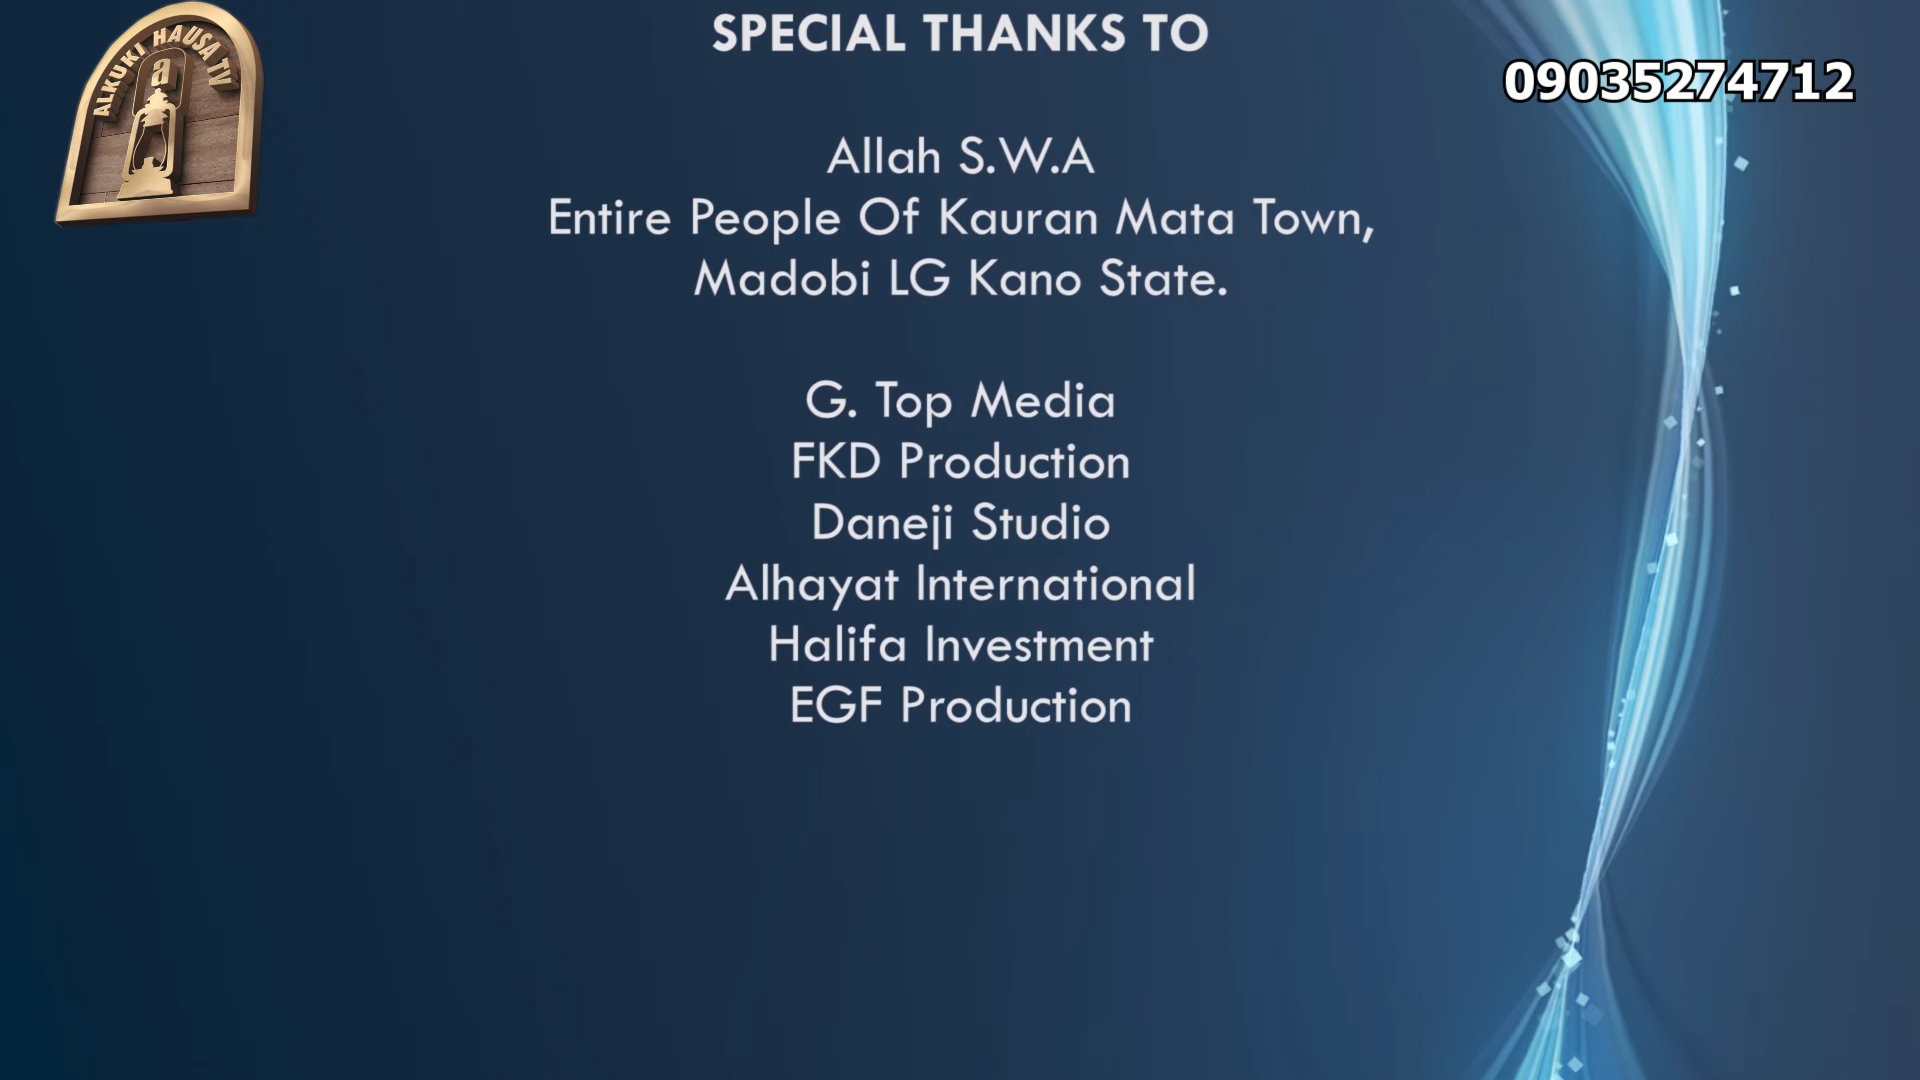 ALKUKI HAUSA TV
a
SPECIAL THANKS TO
09035274712
Allah S.W.A
Entire People Of Kauran Mata Town,
Madobi LG Kano State.
G. Top Media
FKD Production
Daneji Studio
Alhayat International
Halifa Investment
EGF Production